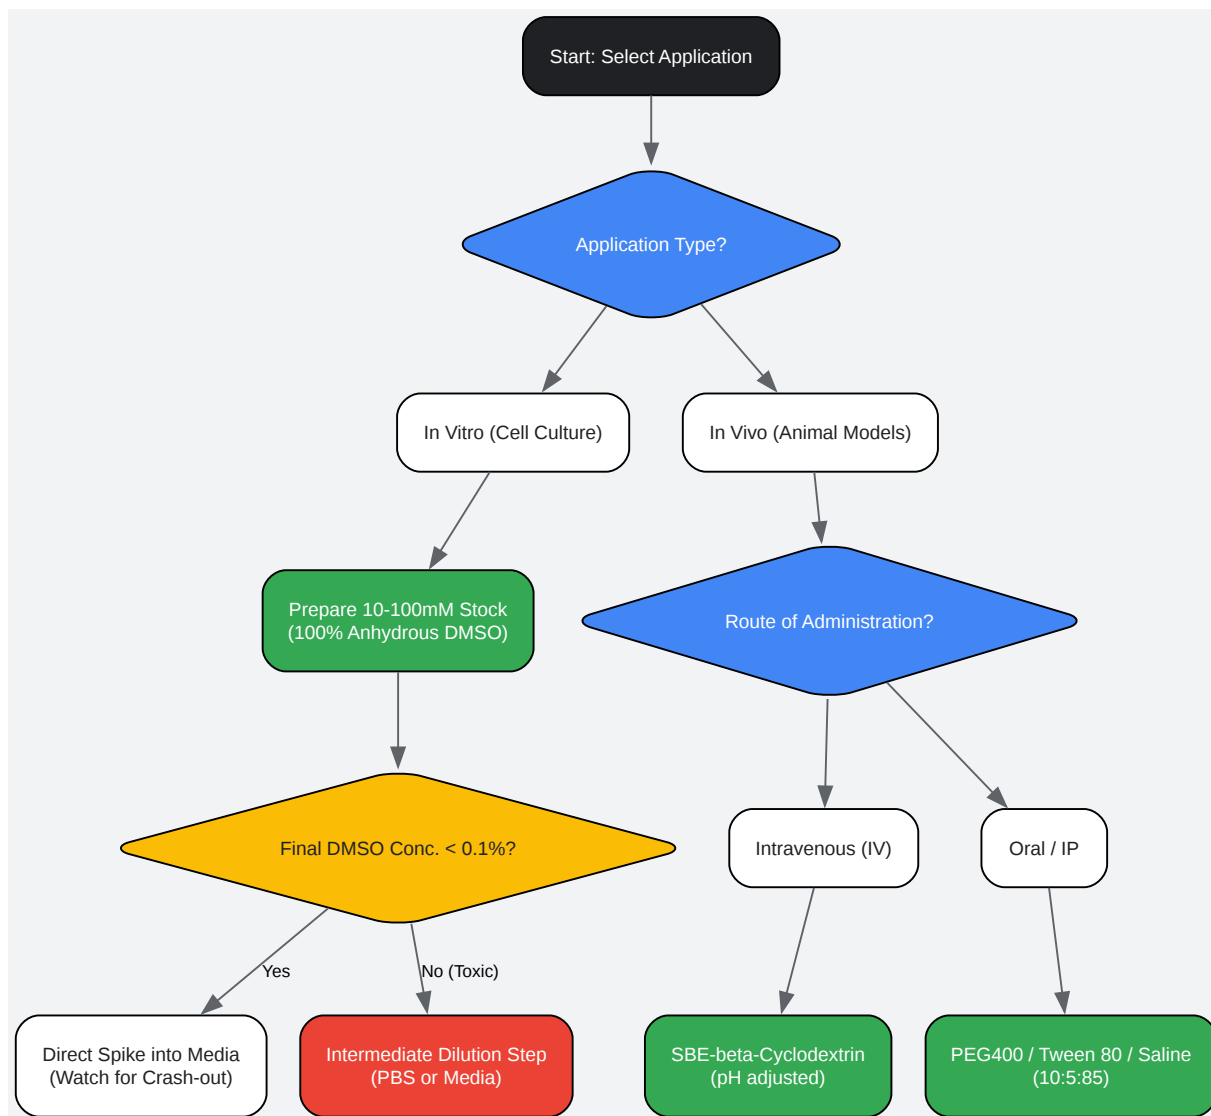 Start: Select Application
Application Type?
In Vitro (Cell Culture)
In Vivo (Animal Models)
Prepare 10-100mM Stock
(100% Anhydrous DMSO)
Route of Administration?
Final DMSO Conc. < 0.1%?
Intravenous (IV)
Oral / IP
Yes
No (Toxic)
Direct Spike into Media
(Watch for Crash-out)
Intermediate Dilution Step
(PBS or Media)
SBE-beta-Cyclodextrin
(pH adjusted)
PEG400 / Tween 80 / Saline
(10:5:85)